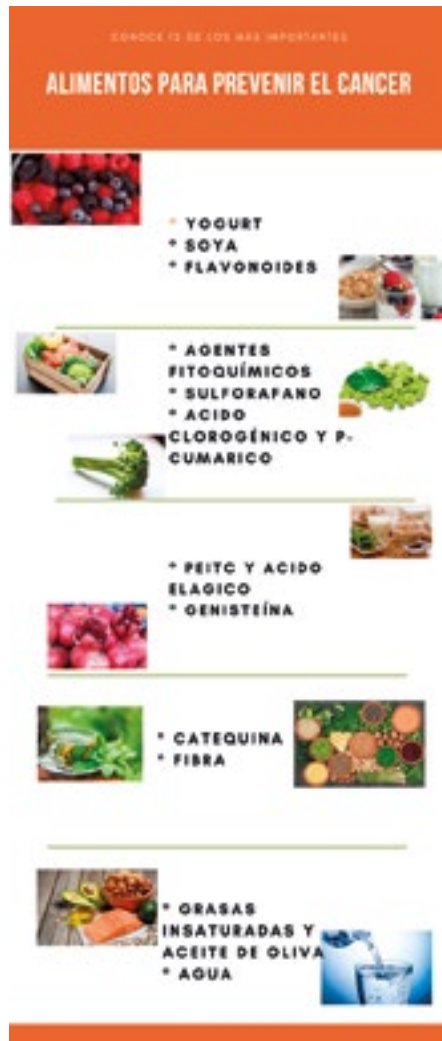 CONOCE 12 DE LOS MÁS IMPORTANTES
ALIMENTOS PARA PREVENIR EL CANCER
* YOGURT
* SOYA
* FLAVONOIDES
* AGENTES
FITOQUÍMICOS
* SULFORAFANO
* ACIDO
CLOROGÉNICO Y P-
CUMARICO
* PEITC Y ACIDO
ELAGICO
* GENISTEÍNA
* CATEQUINA
* FIBRA
* GRASAS
INSATURADAS Y
ACEITE DE OLIVA
* AGUA